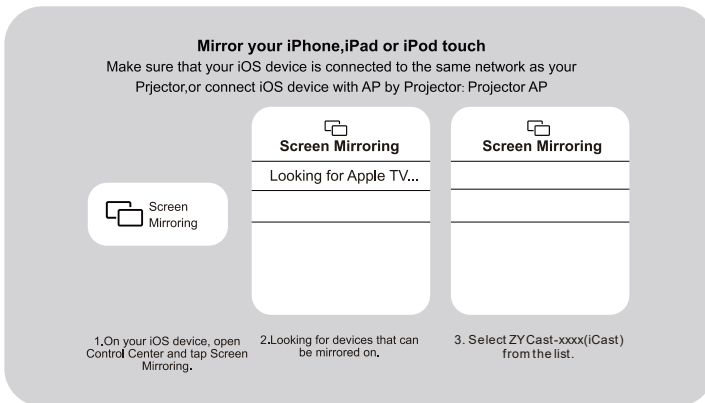 Mirror your iPhone,iPad or iPod touch
Make sure that your iOS device is connected to the same network as your
Prjector,or connect iOS device with AP by Projector: Projector AP
Screen
Mirroring
Screen Mirroring
Looking for Apple TV...
Screen Mirroring
1.On your iOS device, open
Control Center and tap Screen
Mirroring.
2.Looking for devices that can
be mirrored on.
3. Select ZYCast-xxxx(iCast)
from the list.